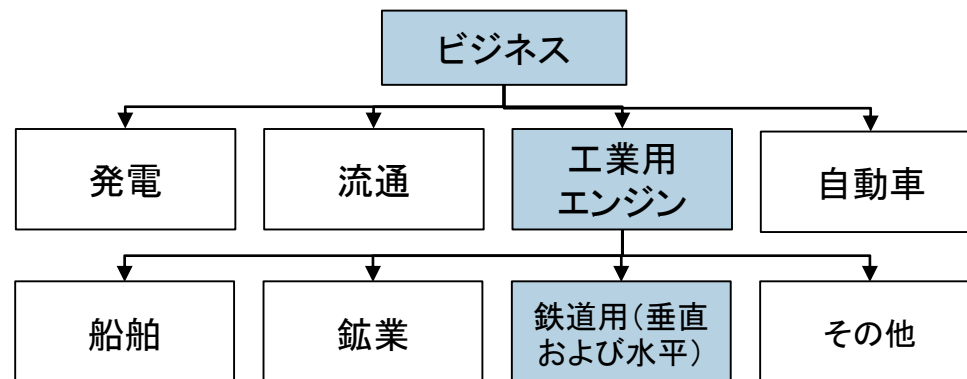 ビジネス
発電
流通
工業用
エンジン
自動車
船舶
鉱業
鉄道用(垂直
および水平)
その他